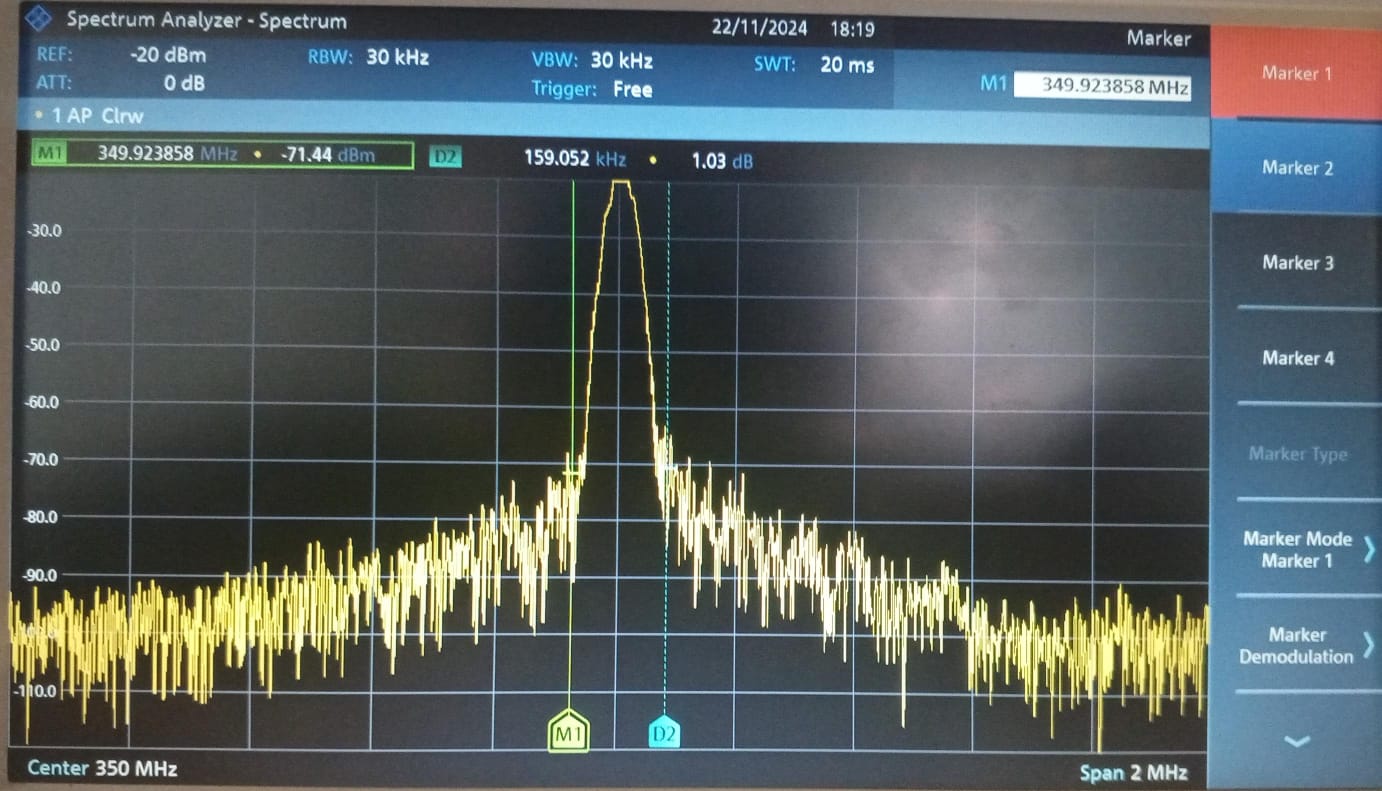 Spectrum Analyzer - Spectrum 22/11/2024 18:19 Marker
REF: -20 dBm RBW: 30 kHz VBW: 30 kHz SWT: 20 ms
ATT: 0 dB Trigger: Free M1 349.923858 MHz
1 AP Clrw
M1 349.923858 MHz • -71.44 dBm D2 159.052 kHz • 1.03 dB
-30.0
-40.0
-50.0
-60.0
-70.0
-80.0
-90.0
-100.0
-110.0
M1 D2
Center 350 MHz Span 2 MHz
Marker 1
Marker 2
Marker 3
Marker 4
Marker Type
Marker Mode
Marker 1
Marker
Demodulation